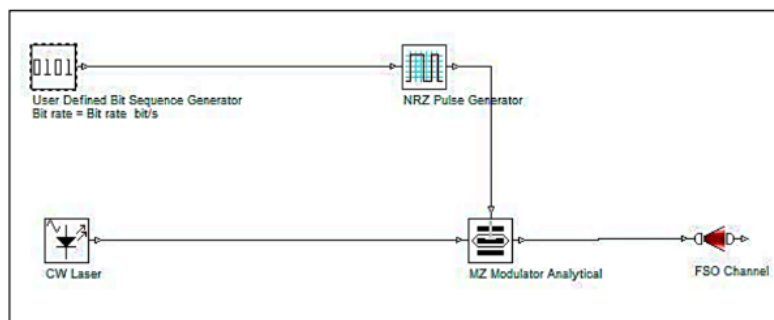 0101
User Defined Bit Sequence Generator
Bit rate = Bit rate  bit/s
NRZ Pulse Generator
CW Laser
MZ Modulator Analytical
FSO Channel